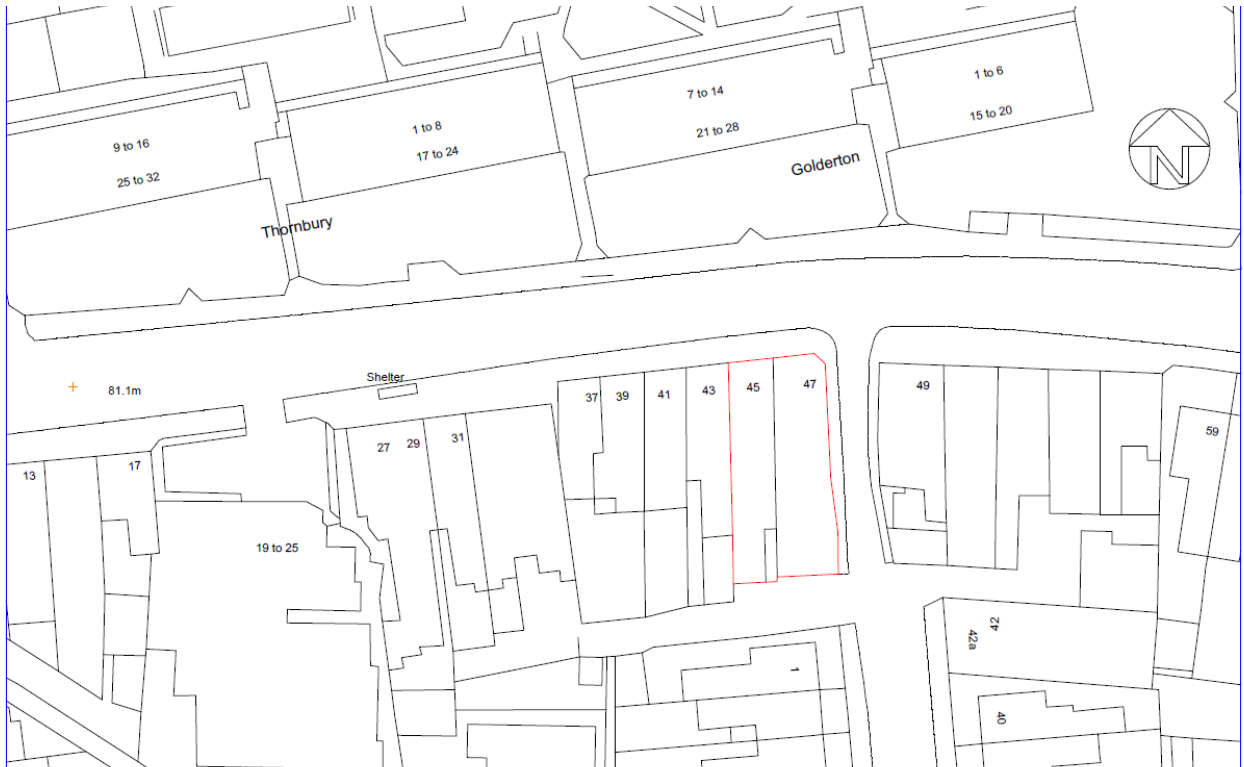 1 to 6
15 to 20
7 to 14
21 to 28
1 to 8
17 to 24
9 to 16
25 to 32
Golderton
Thornbury
N
81.1m
Shelter
13
17
19 to 25
27
29
31
37
39
41
43
45
47
49
59
1
42
42a
40